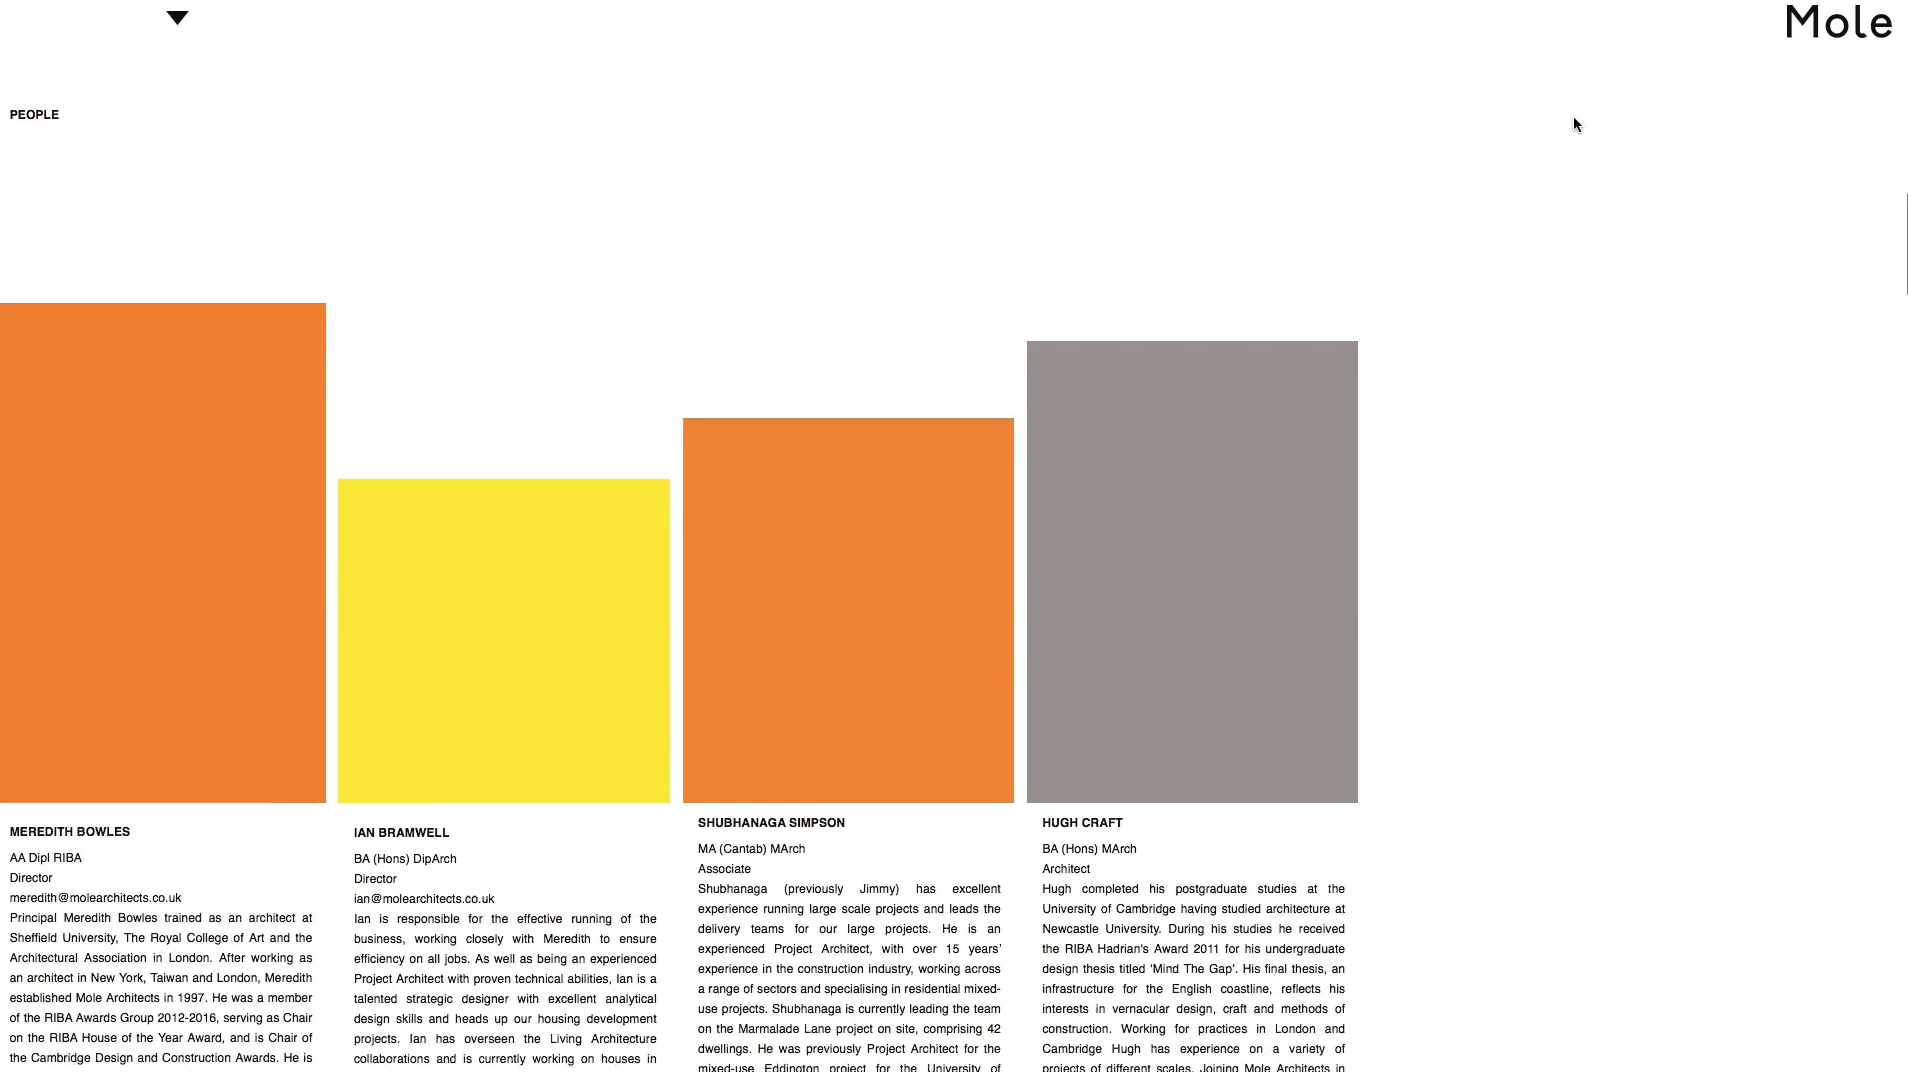 Mole
PEOPLE
MEREDITH BOWLES
AA Dipl RIBA
Director
meredith@molearchitects.co.uk
Principal Meredith Bowles trained as an architect at
Sheffield University, The Royal College of Art and the
Architectural Association in London. After working as
an architect in New York, Taiwan and London, Meredith
established Mole Architects in 1997. He was a member
of the RIBA Awards Group 2012-2016, serving as Chair
on the RIBA House of the Year Award, and is Chair of
the Cambridge Design and Construction Awards. He is
IAN BRAMWELL
BA (Hons) DipArch
Director
ian@molearchitects.co.uk
Ian is responsible for the effective running of the
business, working closely with Meredith to ensure
efficiency on all jobs. As well as being an experienced
Project Architect with proven technical abilities, Ian is a
talented strategic designer with excellent analytical
design skills and heads up our housing development
projects. Ian has overseen the Living Architecture
collaborations and is currently working on houses in
SHUBHANAGA SIMPSON
MA (Cantab) MArch
Associate
Shubhanaga (previously Jimmy) has excellent
experience running large scale projects and leads the
delivery teams for our large projects. He is an
experienced Project Architect, with over 15 years’
experience in the construction industry, working across
a range of sectors and specialising in residential mixed-
use projects. Shubhanaga is currently leading the team
on the Marmalade Lane project on site, comprising 42
dwellings. He was previously Project Architect for the
mixed-use Eddington project for the University of
HUGH CRAFT
BA (Hons) MArch
Architect
Hugh completed his postgraduate studies at the
University of Cambridge having studied architecture at
Newcastle University. During his studies he received
the RIBA Hadrian's Award 2011 for his undergraduate
design thesis titled ‘Mind The Gap’. His final thesis, an
infrastructure for the English coastline, reflects his
interests in vernacular design, craft and methods of
construction. Working for practices in London and
Cambridge Hugh has experience on a variety of
projects of different scales. Joining Mole Architects in